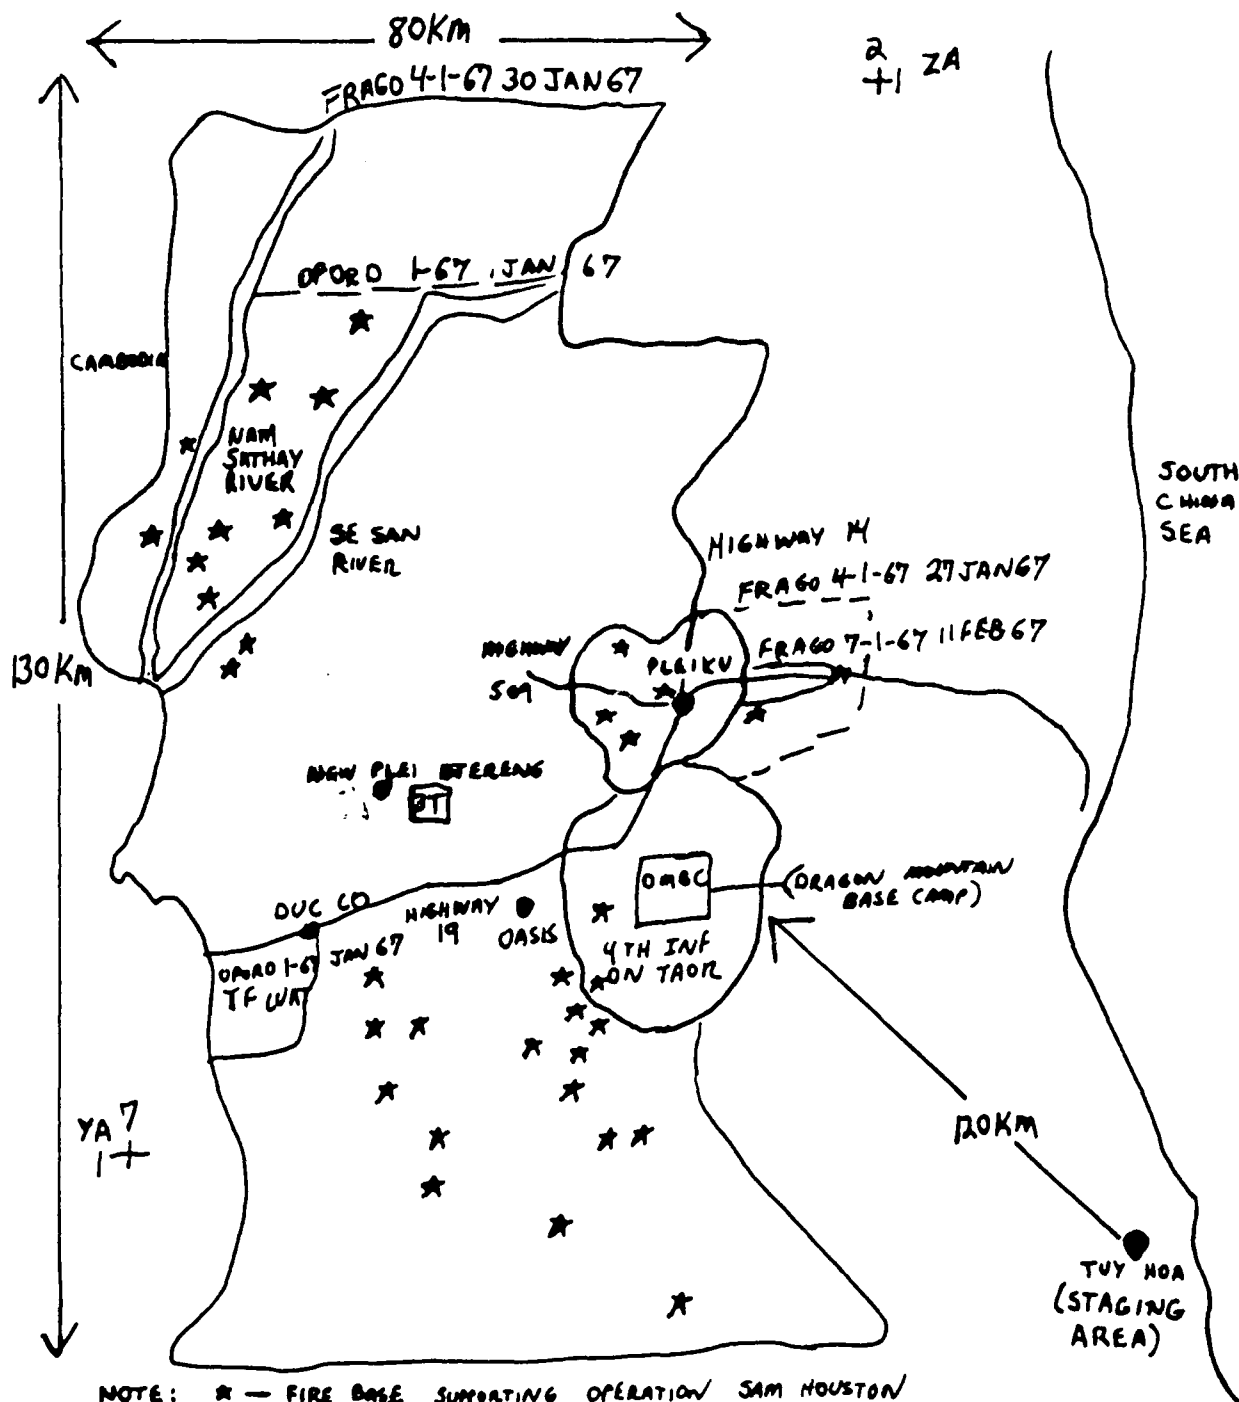 80KM
FRAGO 4-1-67 30 JAN 67
2
+1 ZA
OPORD 1-67 JAN 67
CAMBODIA
NAM
SATHAY
RIVER
SE SAN
RIVER
SOUTH
CHINA
SEA
HIGHWAY 14
FRAGO 4-1-67 27 JAN 67
FRAGO 7-1-67 11 FEB 67
HIGHWAY
509
PLEIKU
130KM
NEW PLEI DJERENG
DMBC
(DRAGON MOUNTAIN
BASE CAMP)
DUC CO
HIGHWAY
19
OASIS
4TH INF
DN TAOR
OPORD 1-67 JAN 67
TF
YA 7
1+
120KM
TUY HOA
(STAGING
AREA)
NOTE: ★ — FIRE BASE SUPPORTING OPERATION SAM HOUSTON